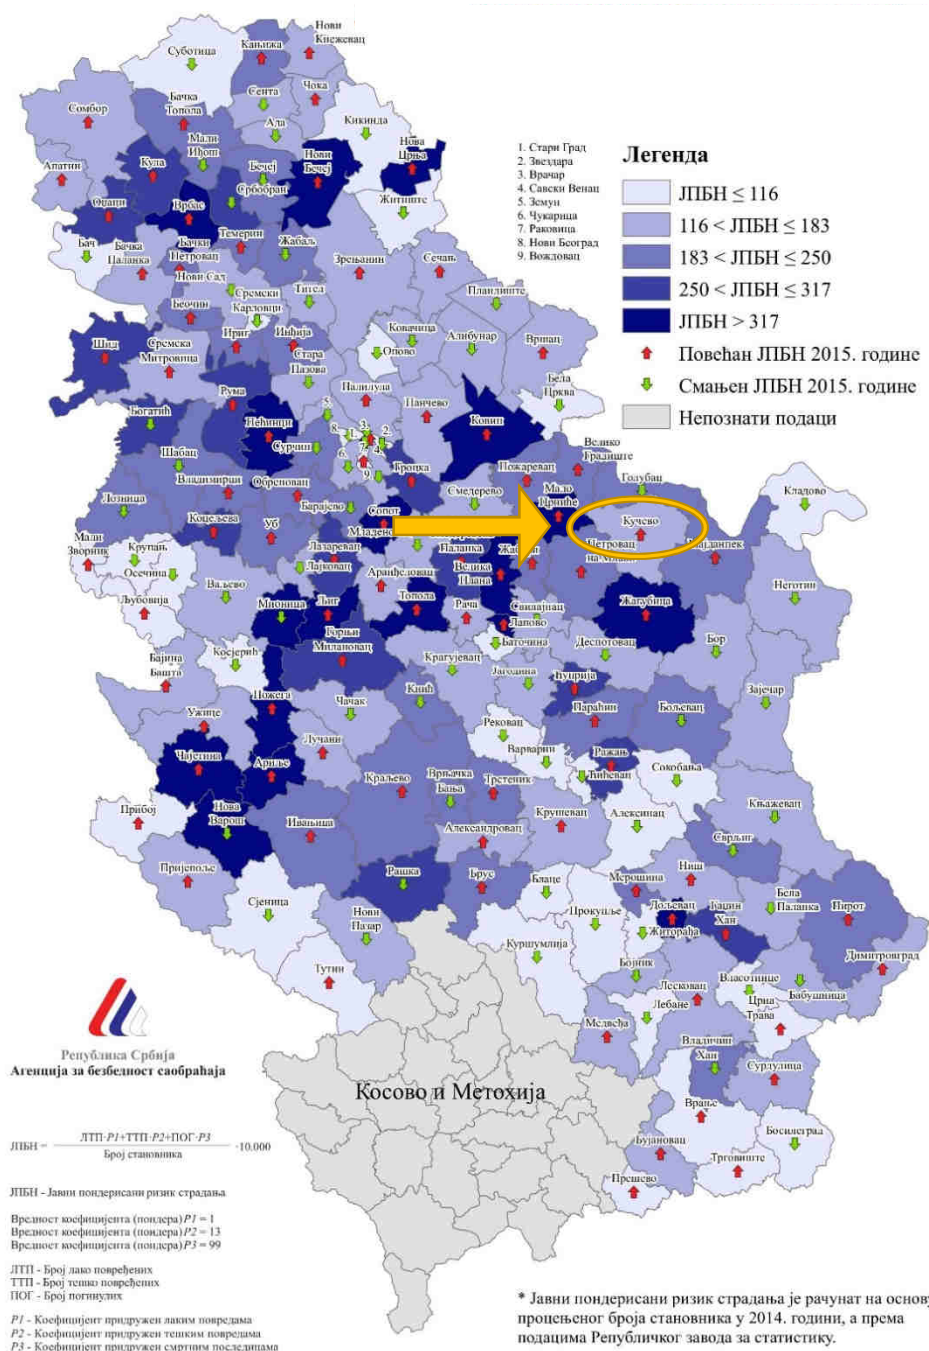 Нови
Кнежевац
Кањижа
Суботица
Сента
Чока
Сомбор
Бачка
Топола
Ада
Кикинда
Мали
Иђош
Нова
Црња
Апатин
Кула
Бечеј
Нови
Бечеј
Србобран
Оџаци
Врбас
Житиште
Бач
Бачка
Паланка
Бачки
Петровац
Темерин
Жабаљ
Зрењанин
Сечањ
Нови Сад
Тител
Пландиште
Беочин
Сремски
Карловци
Ковачица
Шид
Сремска
Митровица
Ириг
Инђија
Опово
Алибунар
Вршац
Стара
Пазова
Рума
Палилула
Панчево
Бела
Црква
Богатић
Пећинци
Ковин
Сурчин
Шабац
Гроцка
Пожаревац
Велико
Градиште
Владимирци
Обреновац
Смедерево
Мало
Црниће
Голубац
Кладово
Лозница
Барајево
Сопот
Кучево
Коцељева
Уб
Младено
Мали
Зворник
Крупањ
Лазаревац
Паланка
Петровац
Осечина
Лајковац
Велика
Плана
Љубовија
Ваљево
Аранђеловац
Неготин
Мионица
Љиг
Топола
Рача
Свилајнац
Жагубица
Лапово
Горњи
Милановац
Баточина
Деспотовац
Бор
Косјерић
Крагујевац
Бајина
Башта
Јагодина
Пожега
Чачак
Кнић
Ћуприја
Параћин
Бољевац
Зајечар
Ужице
Рековац
Лучани
Варварин
Ражањ
Чајетина
Ариље
Ћићевац
Сокобања
Краљево
Врњачка
Бања
Трстеник
Прибој
Нова
Варош
Ивањица
Крушевац
Алексинац
Књажевац
Александровац
Сврљиг
Пријепоље
Рашка
Брус
Блаце
Мерошина
Ниш
Бела
Паланка
Пирот
Сјеница
Прокупље
Дољевац
Гаџин
Хан
Нови
Пазар
Куршумлија
Житорађа
Димитровград
Тутин
Бојник
Лесковац
Власотинце
Бабушница
Лебане
Црна
Трава
Медвеђа
Владичин
Хан
Сурдулица
Косово и Метохија
Врање
Босилеград
Бујановац
Трговиште
Прешево
5.
8.
1.
3.
2.
4.
7.
6.
9.
1. Стари Град
2. Звездара
3. Врачар
4. Савски Венац
5. Земун
6. Чукарица
7. Раковица
8. Нови Београд
9. Вождовац
Легенда
ЈПБН ≤ 116
116 < ЈПБН ≤ 183
183 < ЈПБН ≤ 250
250 < ЈПБН ≤ 317
ЈПБН > 317
Повећан ЈПБН 2015. године
Смањен ЈПБН 2015. године
Непознати подаци
Република Србија
Агенција за безбедност саобраћаја
ЈПБН = ЛТП·P1+ТТП·P2+ПОГ·P3 ·10.000
Број становника
ЈПБН - Јавни пондерисани ризик страдања
Вредност коефицијента (пондера) P1 = 1
Вредност коефицијента (пондера) P2 = 13
Вредност коефицијента (пондера) P3 = 99
ЛТП - Број лако повређених
ТТП - Број тешко повређених
ПОГ - Број погинулих
P1 - Коефицијент придружен лаким повредама
P2 - Коефицијент придружен тешким повредама
P3 - Коефицијент придружен смртним последицама
* Јавни пондерисани ризик страдања је рачунат на основу
процењеног броја становника у 2014. години, а према
подацима Републичког завода за статистику.